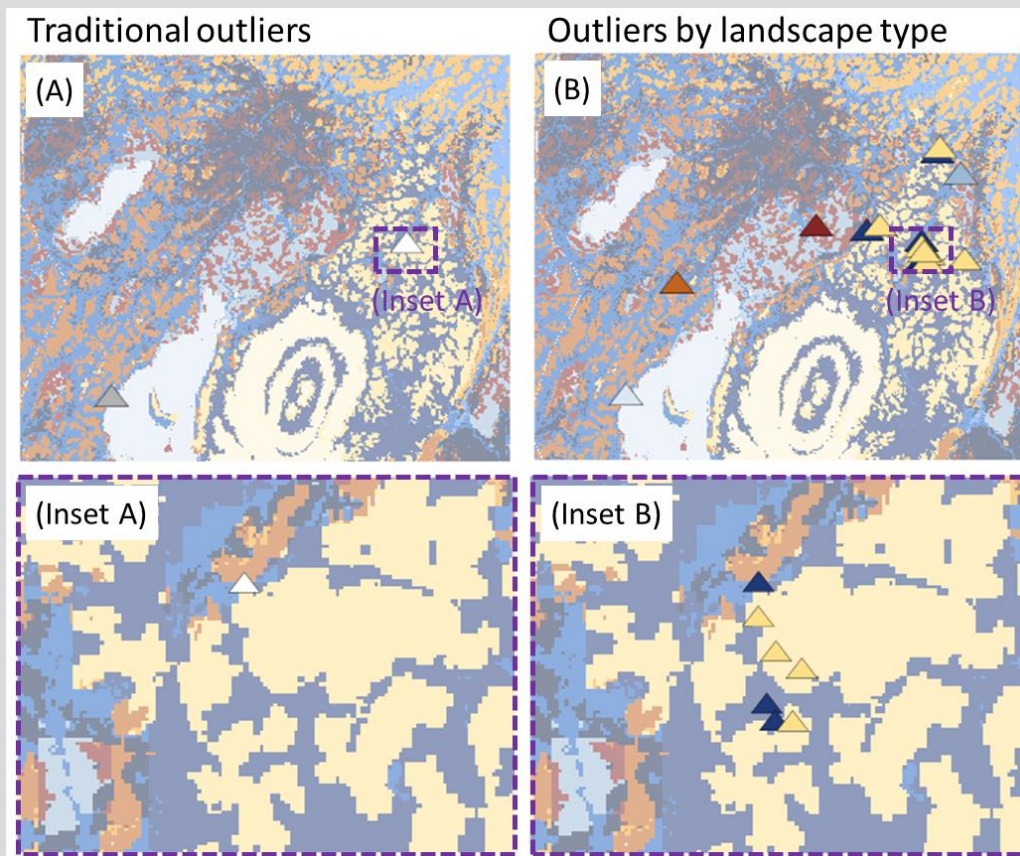 Traditional outliers
Outliers by landscape type
(A)
(B)
(Inset A)
(Inset B)
(Inset A)
(Inset B)